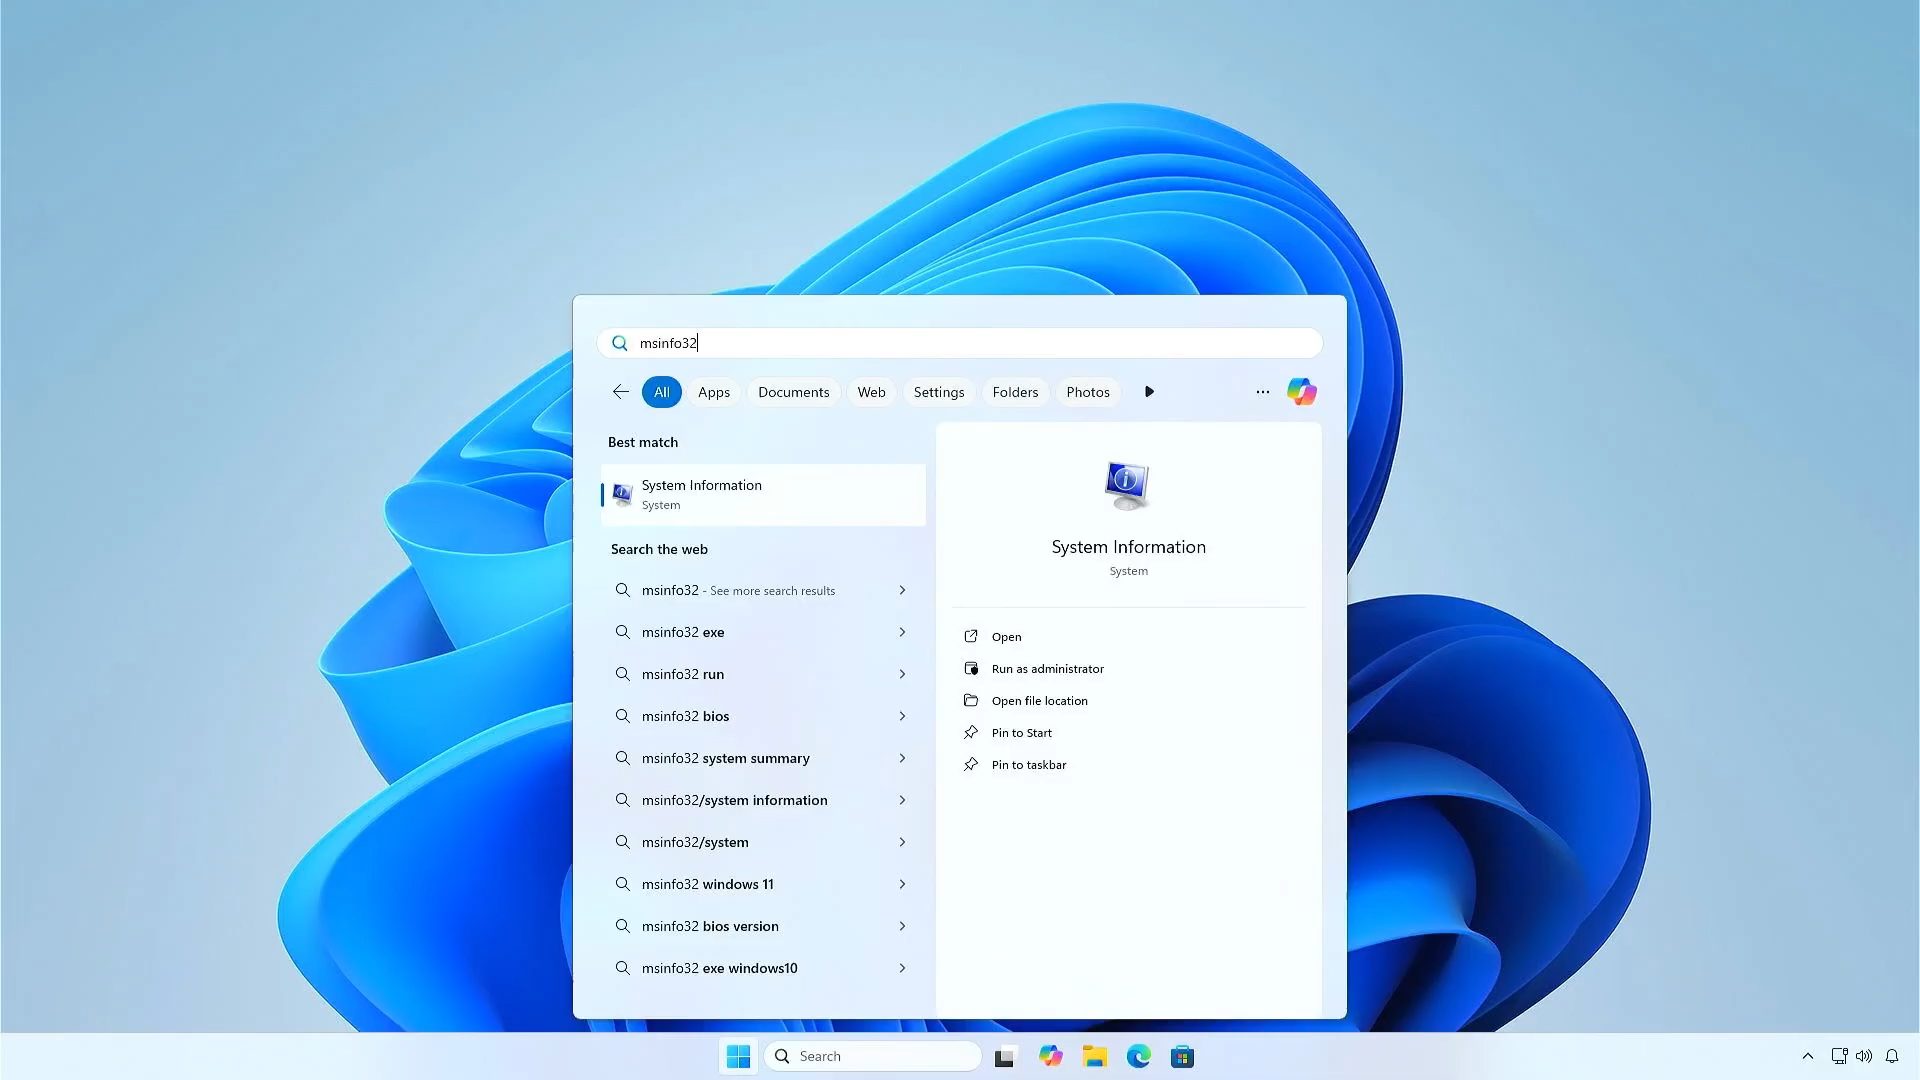 msinfo32
All Apps Documents Web Settings Folders Photos
Best match
System Information
System
Search the web
msinfo32 - See more search results
msinfo32 exe
msinfo32 run
msinfo32 bios
msinfo32 system summary
msinfo32/system information
msinfo32/system
msinfo32 windows 11
msinfo32 bios version
msinfo32 exe windows10
System Information
System
Open
Run as administrator
Open file location
Pin to Start
Pin to taskbar
Search